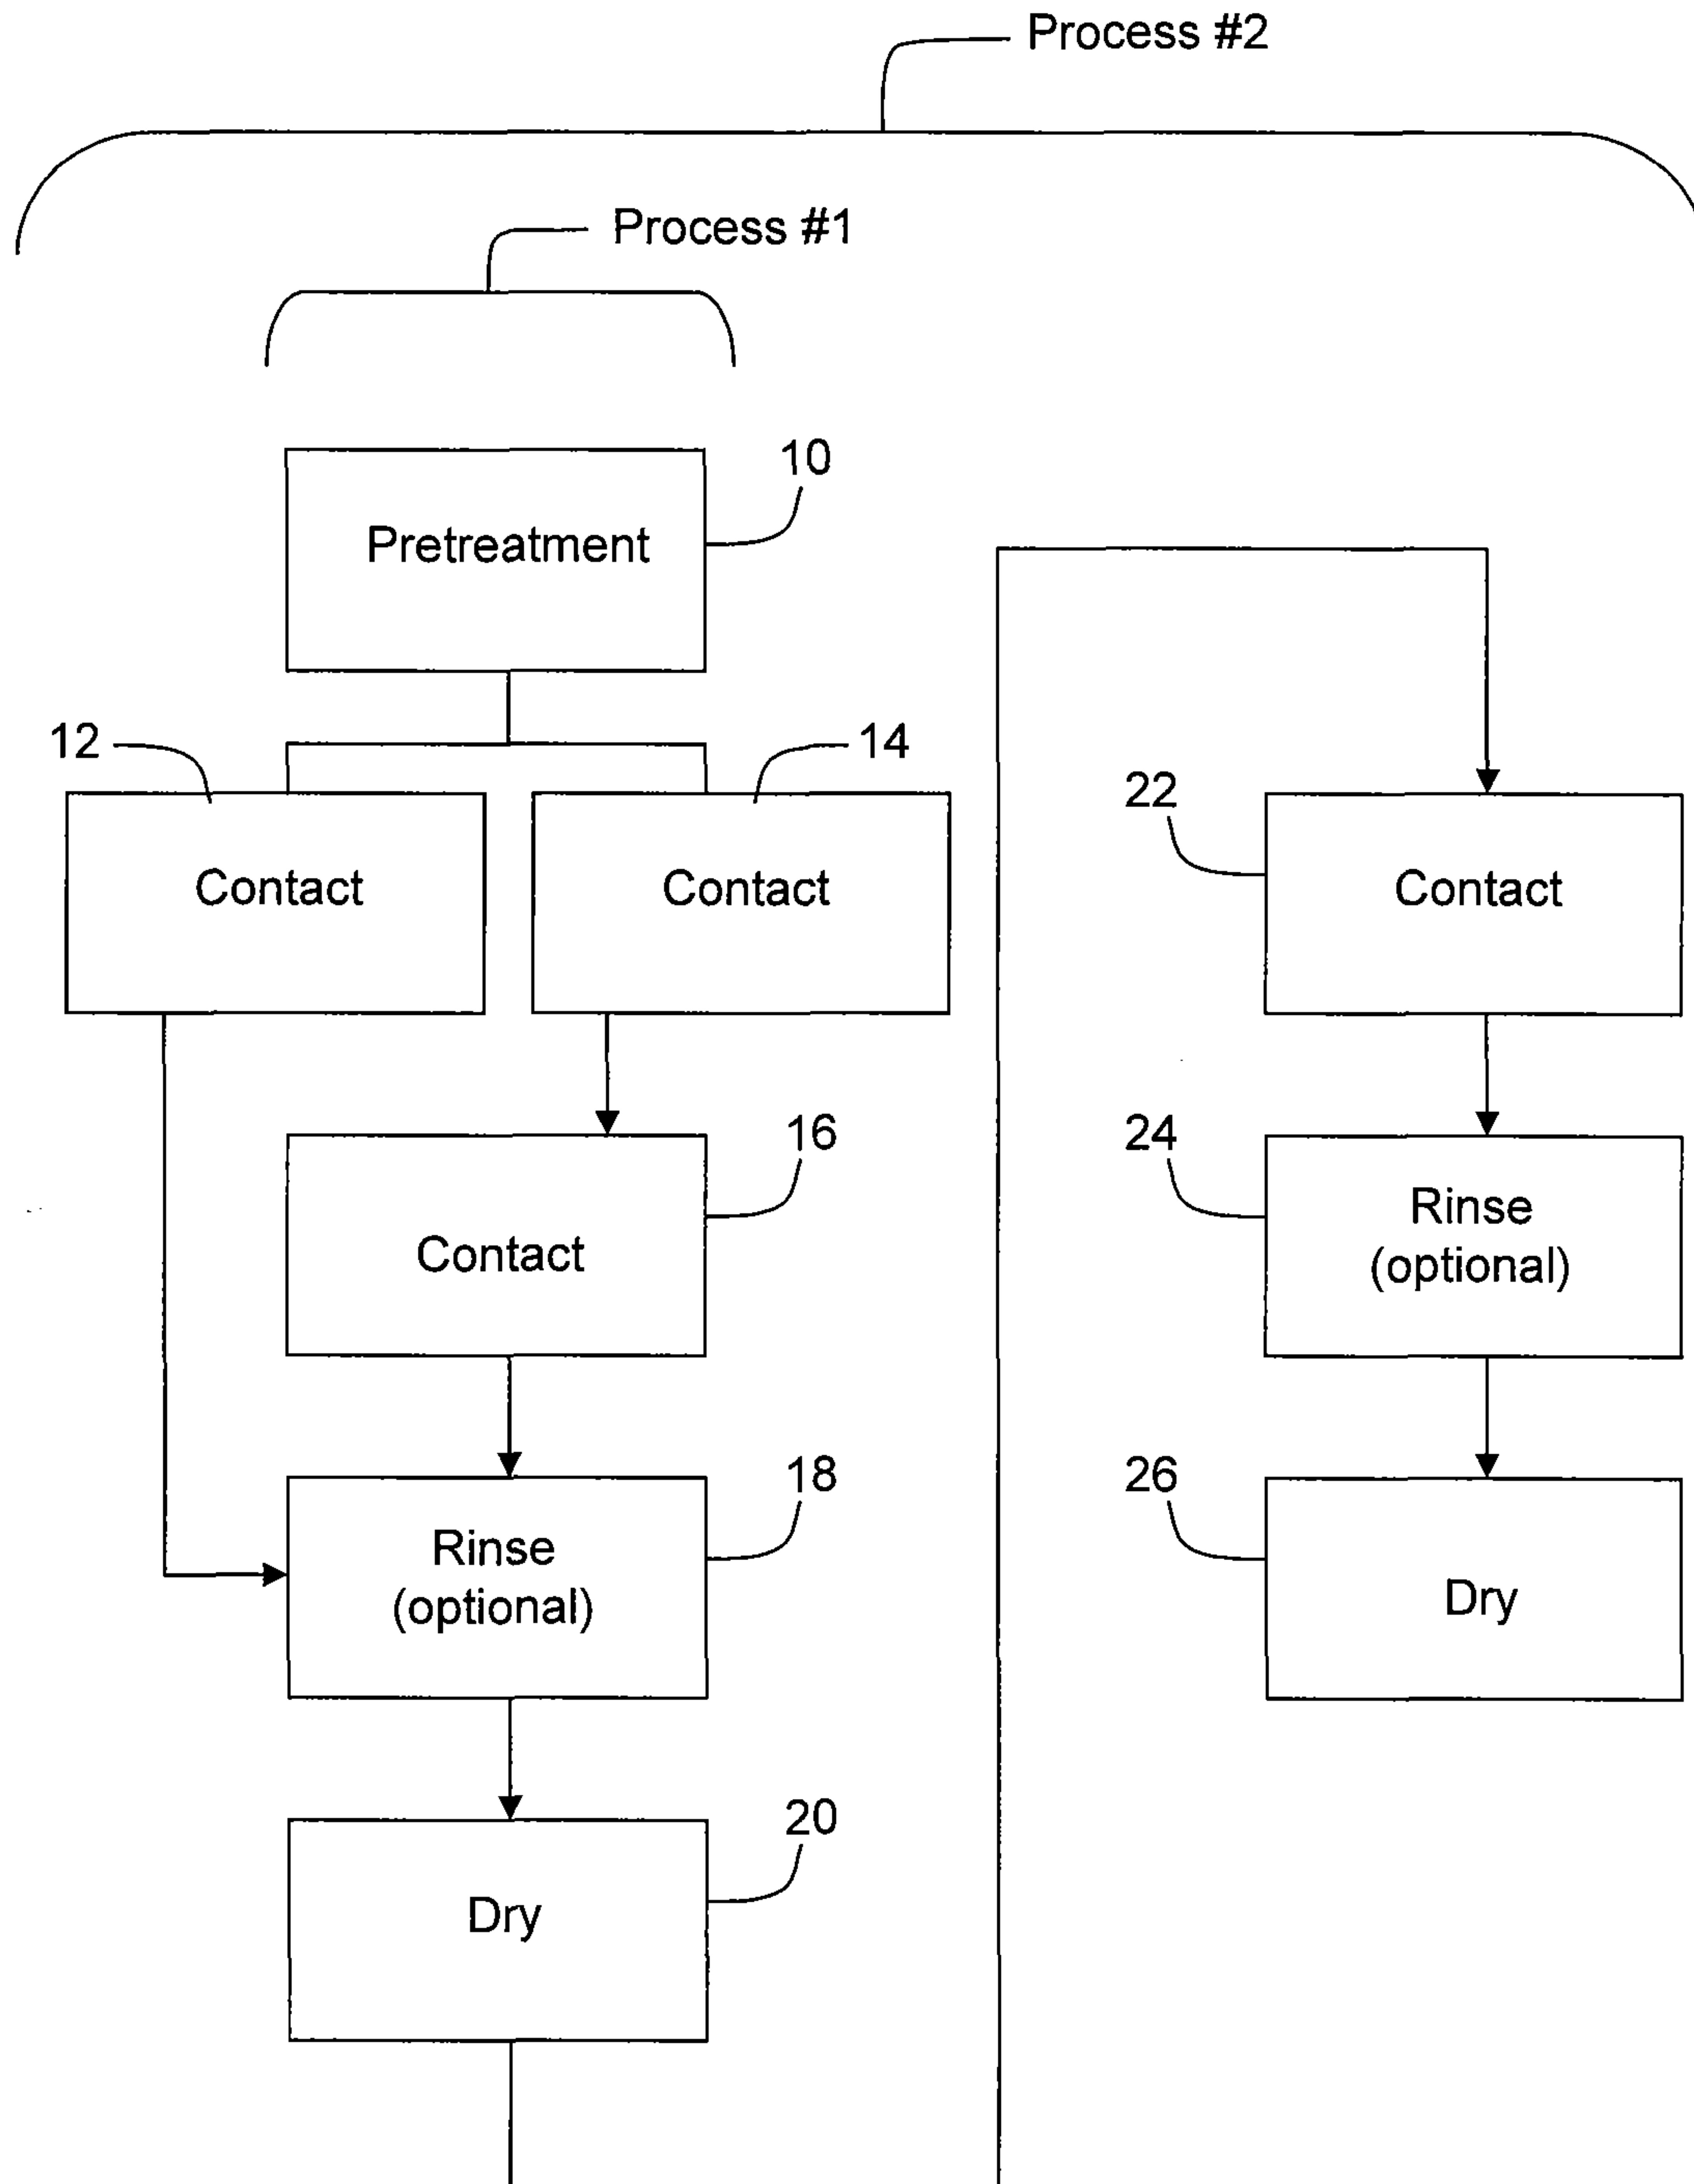 Process #2
Process #1
10
Pretreatment
12
14
Contact
Contact
16
Contact
18
Rinse
(optional)
20
Dry
22
Contact
24
Rinse
(optional)
26
Dry